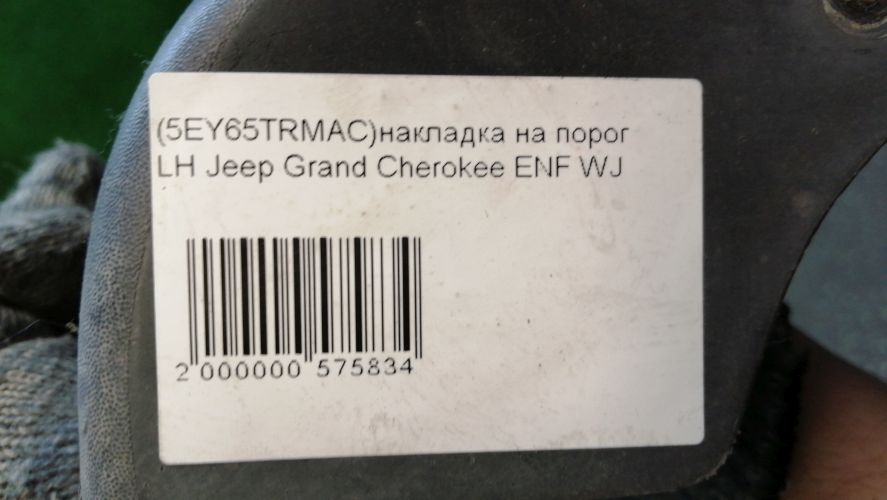 (5EY65TRMAC)накладка на порог
LH Jeep Grand Cherokee ENF WJ
2 000000 575834